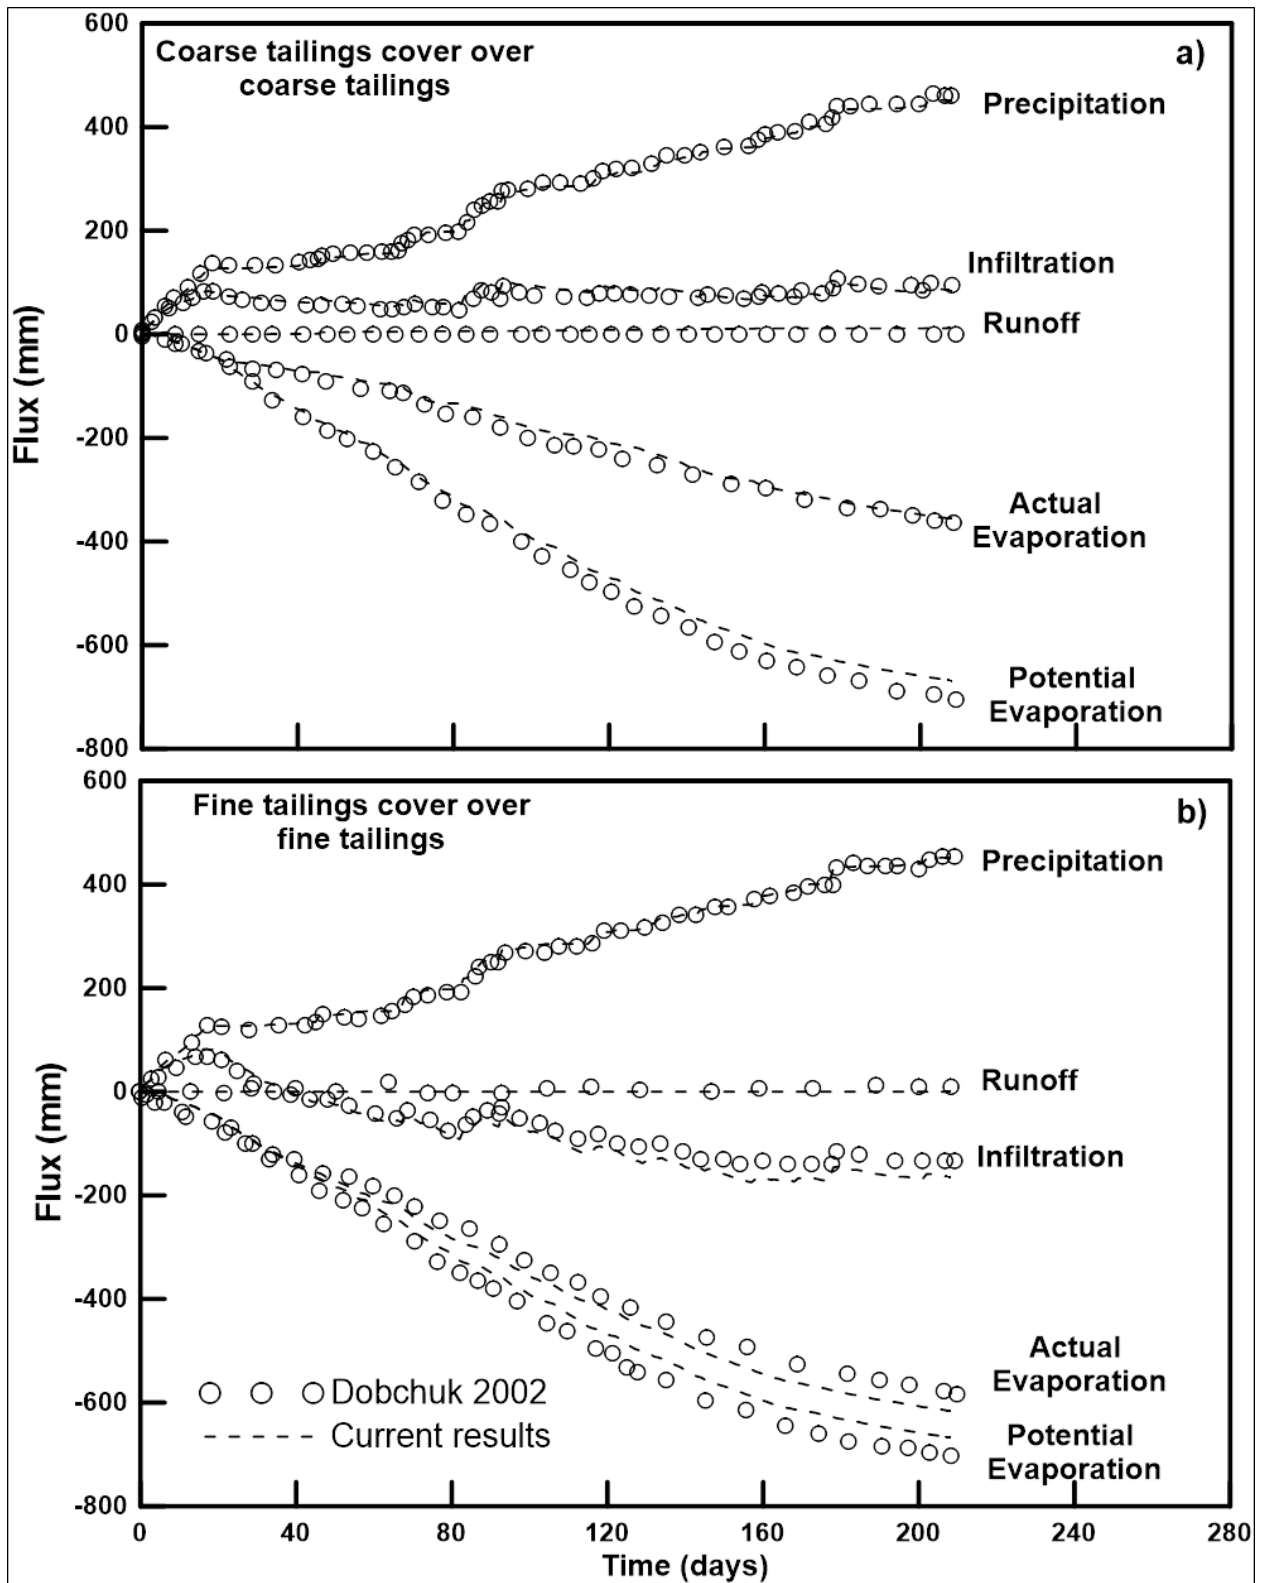 600
400
200
0
-200
-400
-600
-800
Flux (mm)
Coarse tailings cover over
coarse tailings
a)
Precipitation
Infiltration
Runoff
Actual
Evaporation
Potential
Evaporation
600
400
200
0
-200
-400
-600
-800
Flux (mm)
Fine tailings cover over
fine tailings
b)
Precipitation
Runoff
Infiltration
Actual
Evaporation
Potential
Evaporation
Dobchuk 2002
Current results
0 40 80 120 160 200 240 280
Time (days)